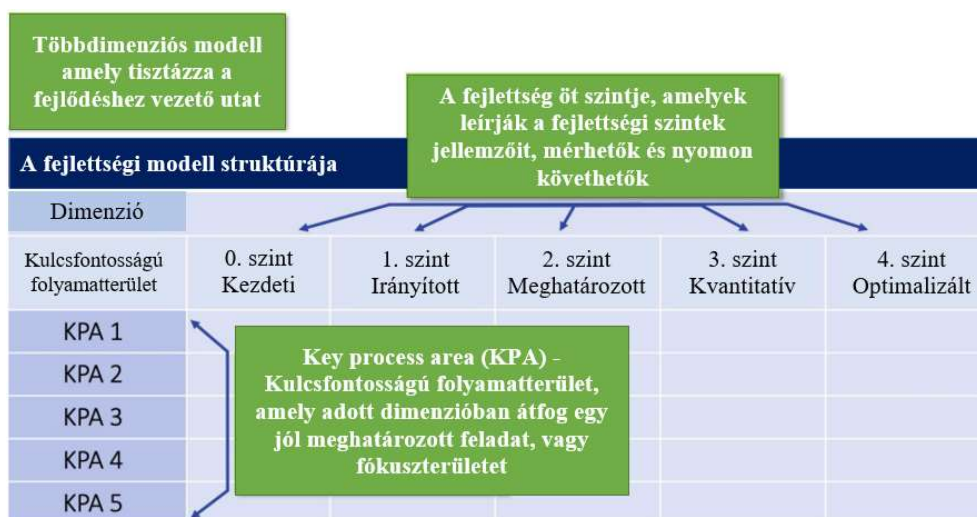 Többdimenziós modell
amely tisztázza a
fejlődéshez vezető utat
A fejlettség öt szintje, amelyek
leírják a fejlettségi szintek
jellemzőit, mérhetők és nyomon
követhetők
A fejlettségi modell struktúrája
Dimenzió
Kulcsfontosságú
folyamatterület
0. szint
Kezdeti
1. szint
Irányított
2. szint
Meghatározott
3. szint
Kvantitatív
4. szint
Optimalizált
KPA 1
KPA 2
KPA 3
KPA 4
KPA 5
Key process area (KPA) -
Kulcsfontosságú folyamatterület,
amely adott dimenzióban átfog egy
jól meghatározott feladat, vagy
fókuszterületet